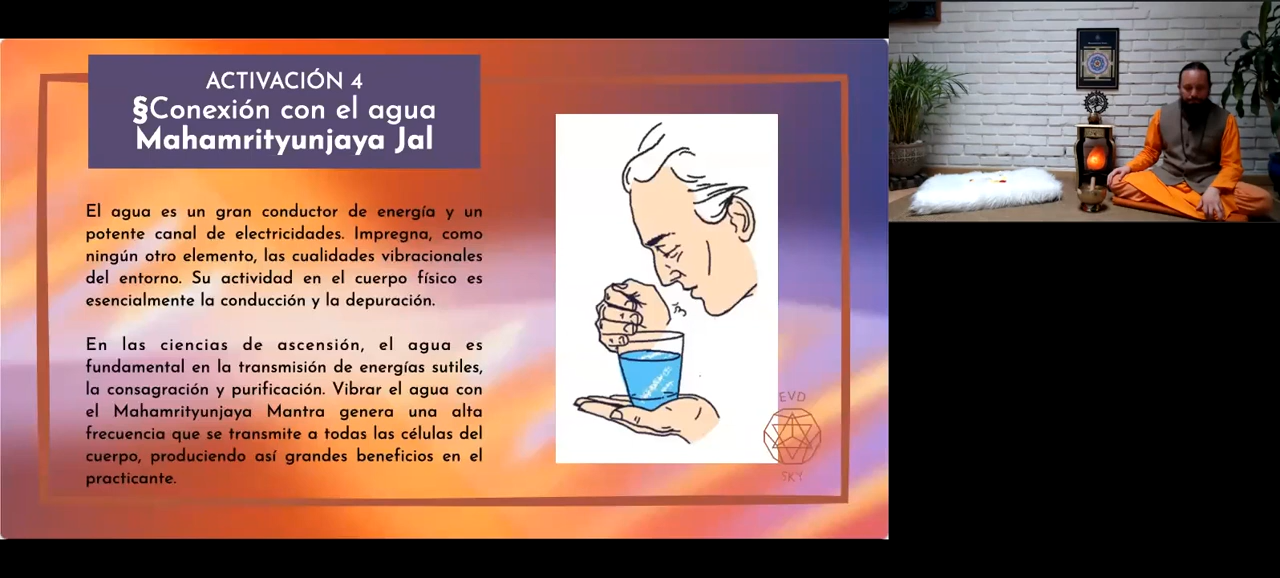 ACTIVACIÓN 4
§Conexión con el agua
Mahamrityunjaya Jal
El agua es un gran conductor de energía y un
potente canal de electricidades. Impregna, como
ningún otro elemento, las cualidades vibracionales
del entorno. Su actividad en el cuerpo físico es
esencialmente la conducción y la depuración.
En las ciencias de ascensión, el agua es
fundamental en la transmisión de energías sutiles,
la consagración y purificación. Vibrar el agua con
el Mahamrityunjaya Mantra genera una alta
frecuencia que se transmite a todas las células del
cuerpo, produciendo así grandes beneficios en el
practicante.
EVD
SKY